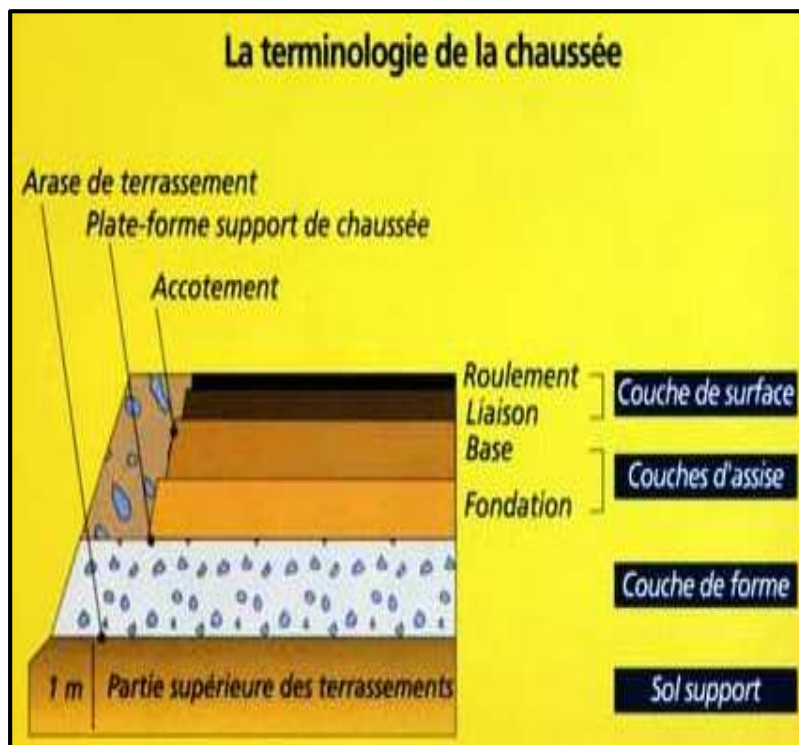 La terminologie de la chaussée
Arase de terrassement
Plate-forme support de chaussée
Accotement
Roulement
Liaison
Couche de surface
Base
Fondation
Couches d'assise
Couche de forme
1 m
Partie supérieure des terrassements
Sol support